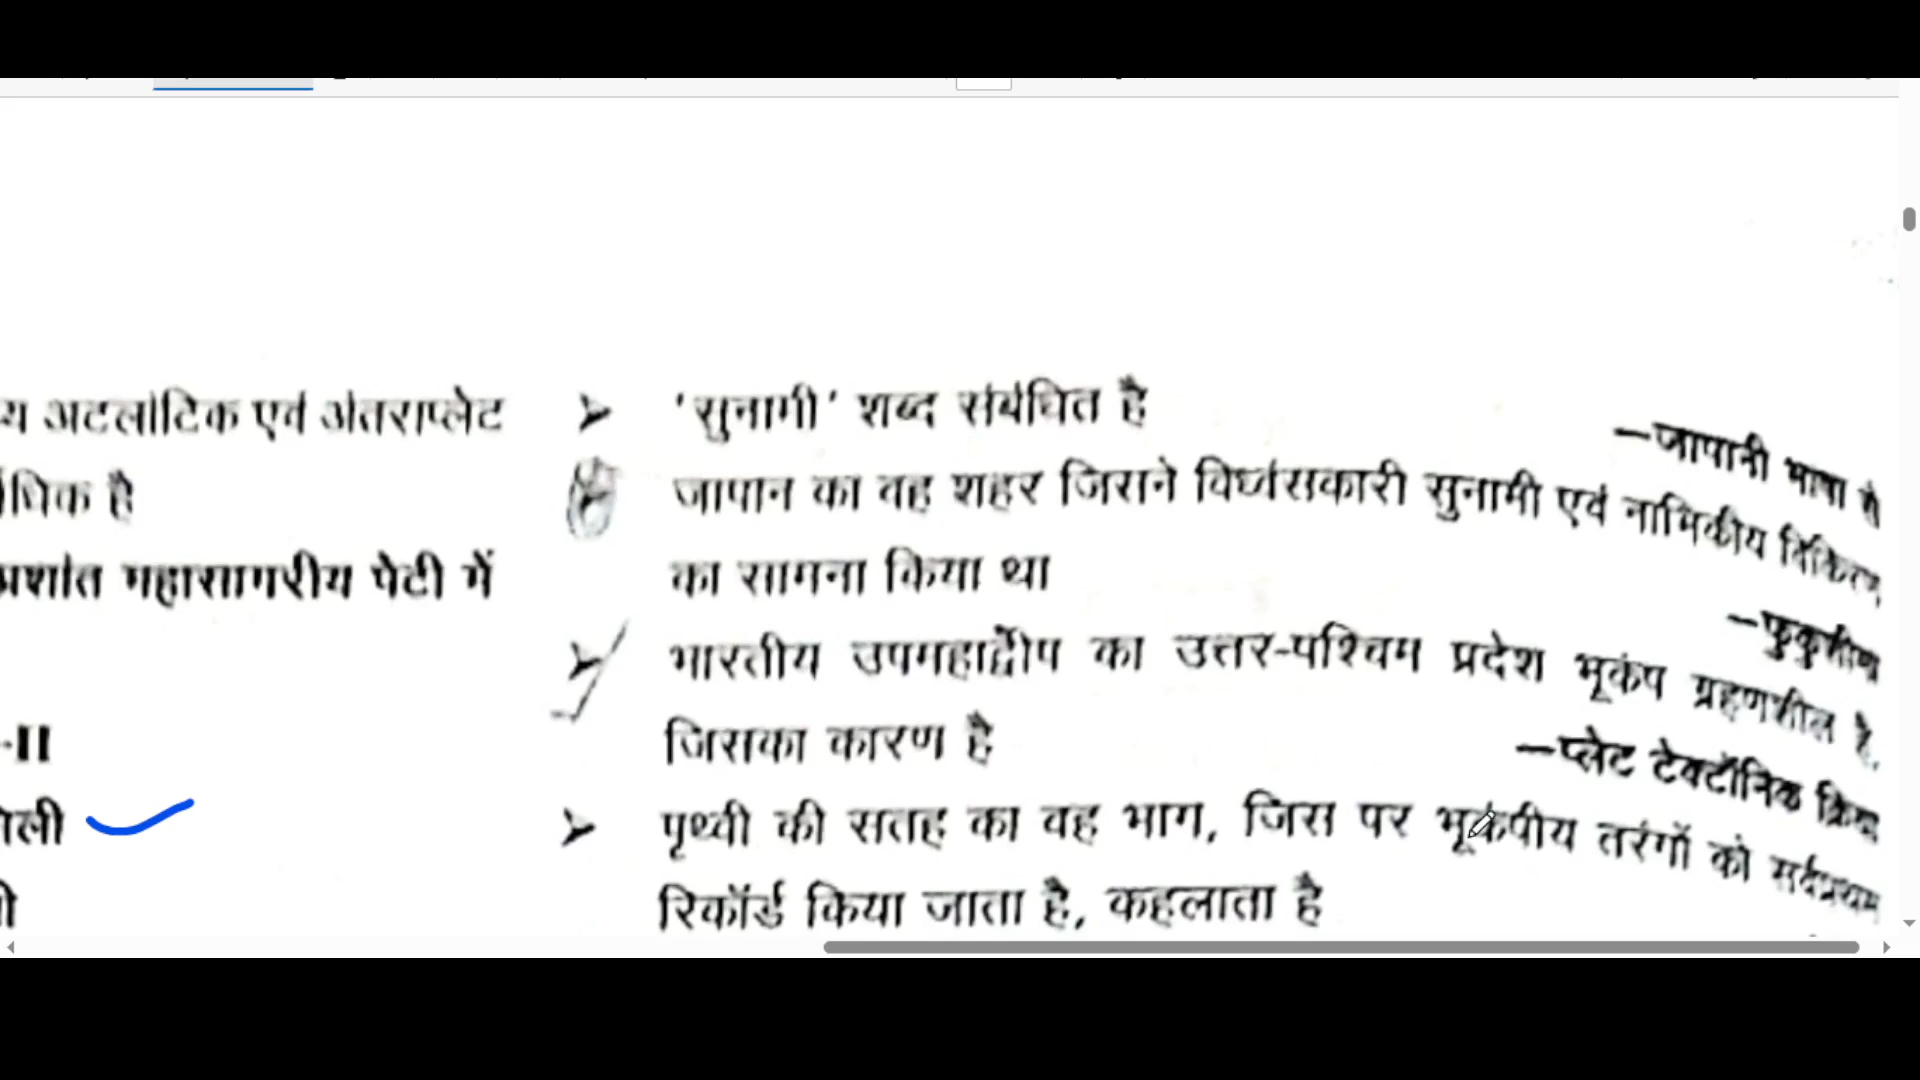 य अटलांटिक एवं अंतराप्लेट
धिक है
प्रशांत महासागरीय पेटी में
-II
ली
'सुनामी' शब्द संबंधित है
—जापानी भाषा से
जापान का वह शहर जिसने विध्वंसकारी सुनामी एवं नाभिकीय विकिरण
का सामना किया था
—फुकुशीमा
भारतीय उपमहाद्वीप का उत्तर-पश्चिम प्रदेश भूकंप ग्रहणशील है,
जिसका कारण है
—प्लेट टेक्टॉनिक क्रिया
पृथ्वी की सतह का वह भाग, जिस पर भूकंपीय तरंगों को सर्वप्रथम
रिकॉर्ड किया जाता है, कहलाता है